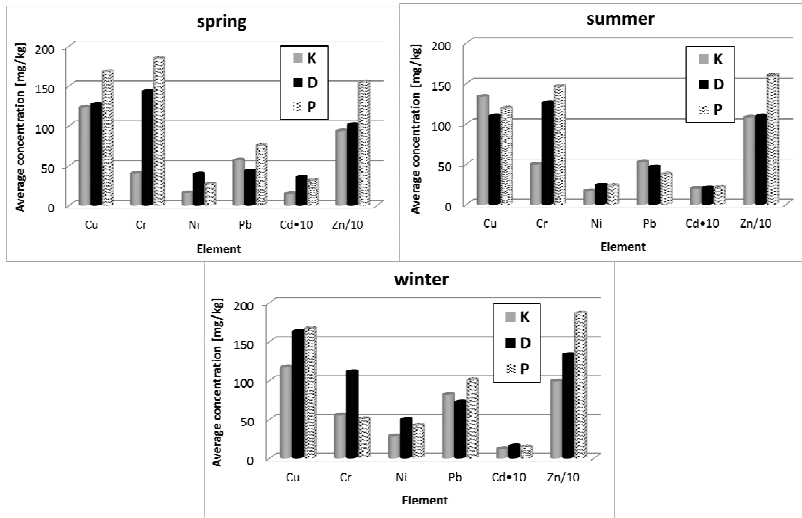 spring
Average concentration [mg/kg]
200
150
100
50
0
K
D
P
Cu Cr Ni Pb Cd•10 Zn/10
Element
summer
Average concentration [mg/kg]
200
150
100
50
0
K
D
P
Cu Cr Ni Pb Cd•10 Zn/10
Element
winter
Average concentration [mg/kg]
200
150
100
50
0
K
D
P
Cu Cr Ni Pb Cd•10 Zn/10
Element